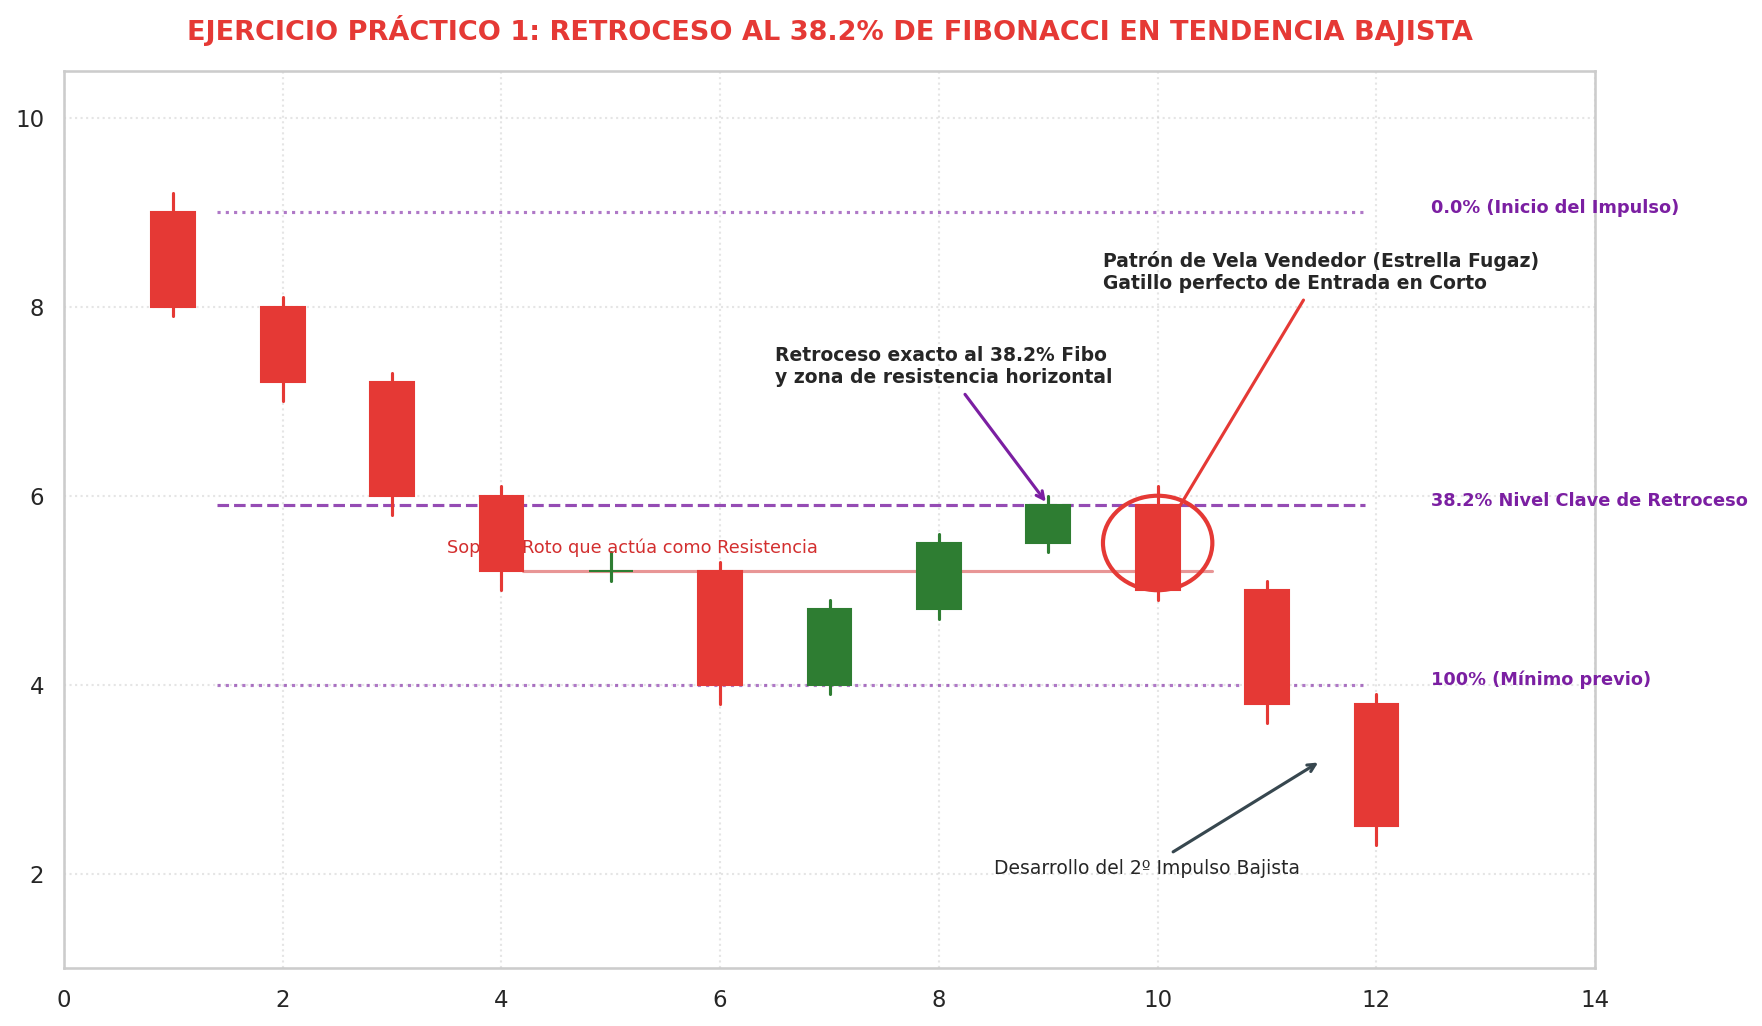 EJERCICIO PRÁCTICO 1: RETROCESO AL 38.2% DE FIBONACCI EN TENDENCIA BAJISTA
10
8
6
4
2
0.0% (Inicio del Impulso)
Patrón de Vela Vendedor (Estrella Fugaz)
Gatillo perfecto de Entrada en Corto
Retroceso exacto al 38.2% Fibo
y zona de resistencia horizontal
38.2% Nivel Clave de Retroceso
Roto que actúa como Resistencia
100% (Mínimo previo)
Desarrollo del 2º Impulso Bajista
0
2
4
6
8
10
12
14